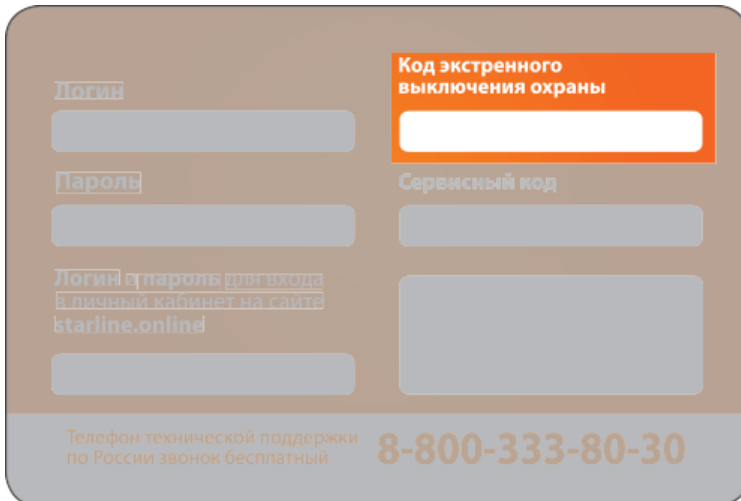 Логин
Код экстренного
выключения охраны
Пароль
Сервисный код
Логин и пароль для входа
в личный кабинет на сайте
starline.online
Телефон технической поддержки
по России звонок бесплатный
8-800-333-80-30